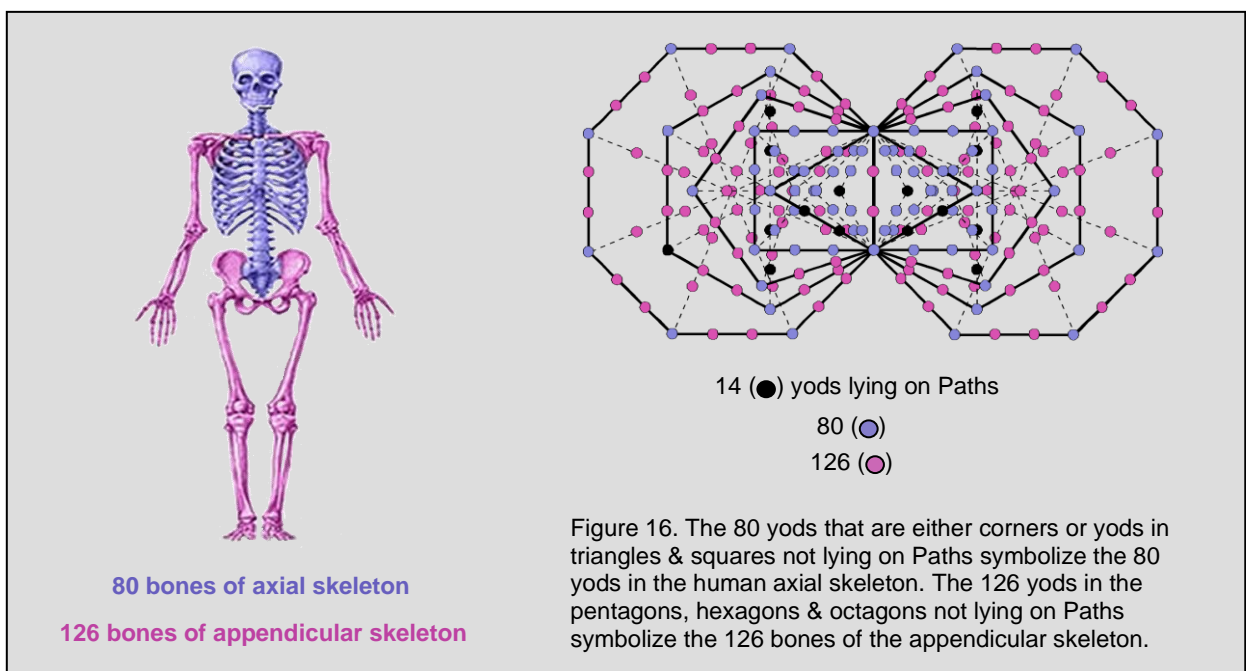 80 bones of axial skeleton
126 bones of appendicular skeleton
14 (●) yods lying on Paths
80 (●)
126 (●)
Figure 16. The 80 yods that are either corners or yods in
triangles & squares not lying on Paths symbolize the 80
yods in the human axial skeleton. The 126 yods in the
pentagons, hexagons & octagons not lying on Paths
symbolize the 126 bones of the appendicular skeleton.